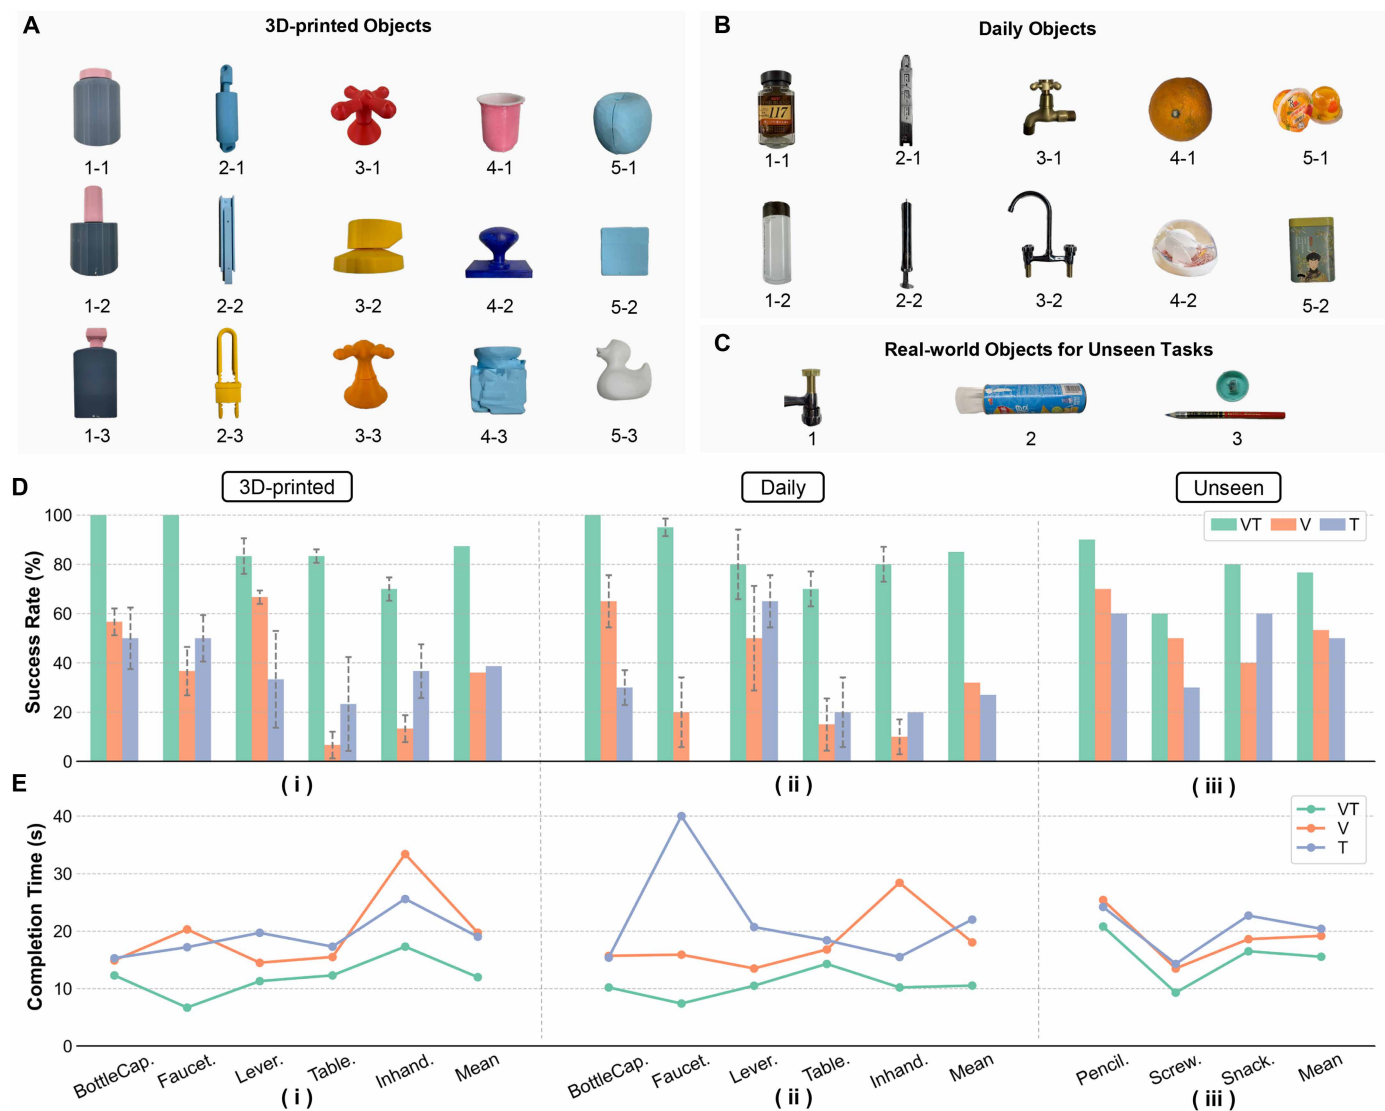 A
3D-printed Objects
1-1
2-1
3-1
4-1
5-1
1-2
2-2
3-2
4-2
5-2
1-3
2-3
3-3
4-3
5-3
B
Daily Objects
117
1-1
2-1
3-1
4-1
5-1
1-2
2-2
3-2
4-2
5-2
C
Real-world Objects for Unseen Tasks
1
2
3
D
3D-printed
Daily
Unseen
VT V T
Success Rate (%)
100
80
60
40
20
0
( i )
( ii )
( iii )
E
VT
V
T
Completion Time (s)
40
30
20
10
0
BottleCap. Faucet. Lever. Table. Inhand. Mean
BottleCap. Faucet. Lever. Table. Inhand. Mean
Pencil. Screw. Snack. Mean
( i )
( ii )
( iii )